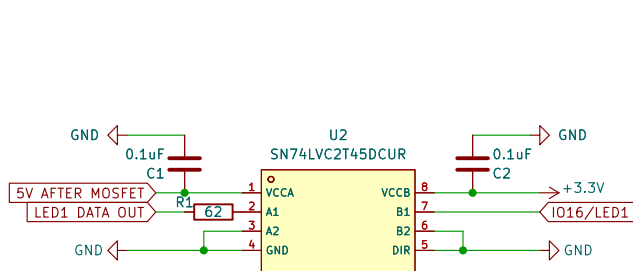 U2
SN74LVC2T45DCUR
GND
0.1uF
C1
0.1uF
C2
GND
5V AFTER MOSFET
1
VCCA
VCCB
8
+3.3V
LED1 DATA OUT
R1
62
2
A1
B1
7
IO16/LED1
3
A2
B2
6
GND
4
GND
DIR
5
GND